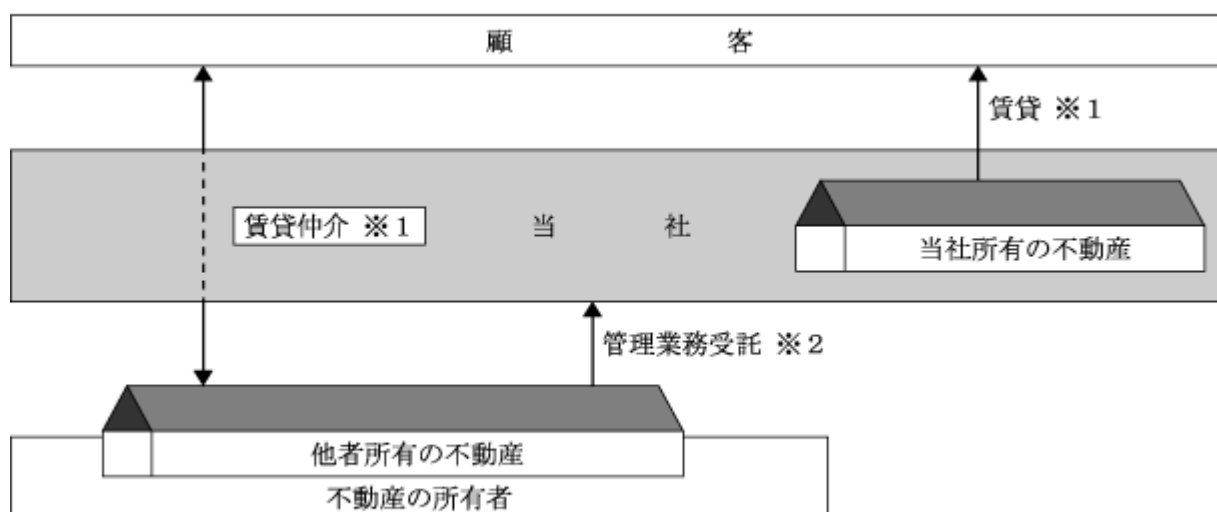 顧客
賃貸 ※1
賃貸仲介 ※1
当社
当社所有の不動産
管理業務受託 ※2
他者所有の不動産
不動産の所有者